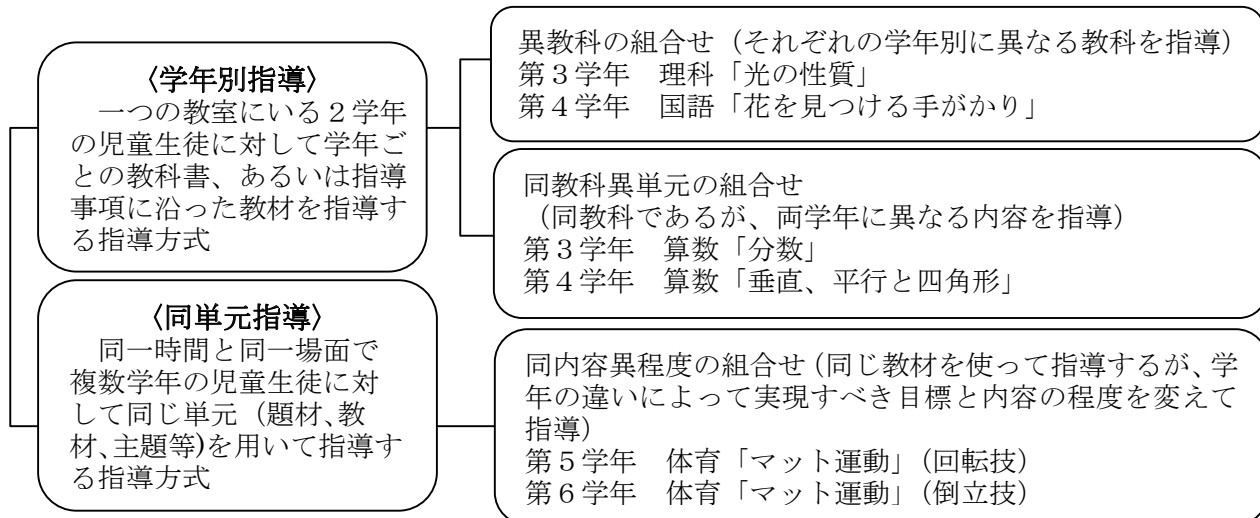 〈学年別指導〉
一つの教室にいる2学年
の児童生徒に対して学年ご
との教科書、あるいは指導
事項に沿った教材を指導す
る指導方式
異教科の組合せ（それぞれの学年別に異なる教科を指導）
第3学年　理科「光の性質」
第4学年　国語「花を見つける手がかり」
同教科異単元の組合せ
（同教科であるが、両学年に異なる内容を指導）
第3学年　算数「分数」
第4学年　算数「垂直、平行と四角形」
〈同単元指導〉
同一時間と同一場面で
複数学年の児童生徒に対
して同じ単元（題材、教
材、主題等)を用いて指導す
る指導方式
同内容異程度の組合せ（同じ教材を使って指導するが、学
年の違いによって実現すべき目標と内容の程度を変えて
指導）
第5学年　体育「マット運動」（回転技）
第6学年　体育「マット運動」（倒立技）